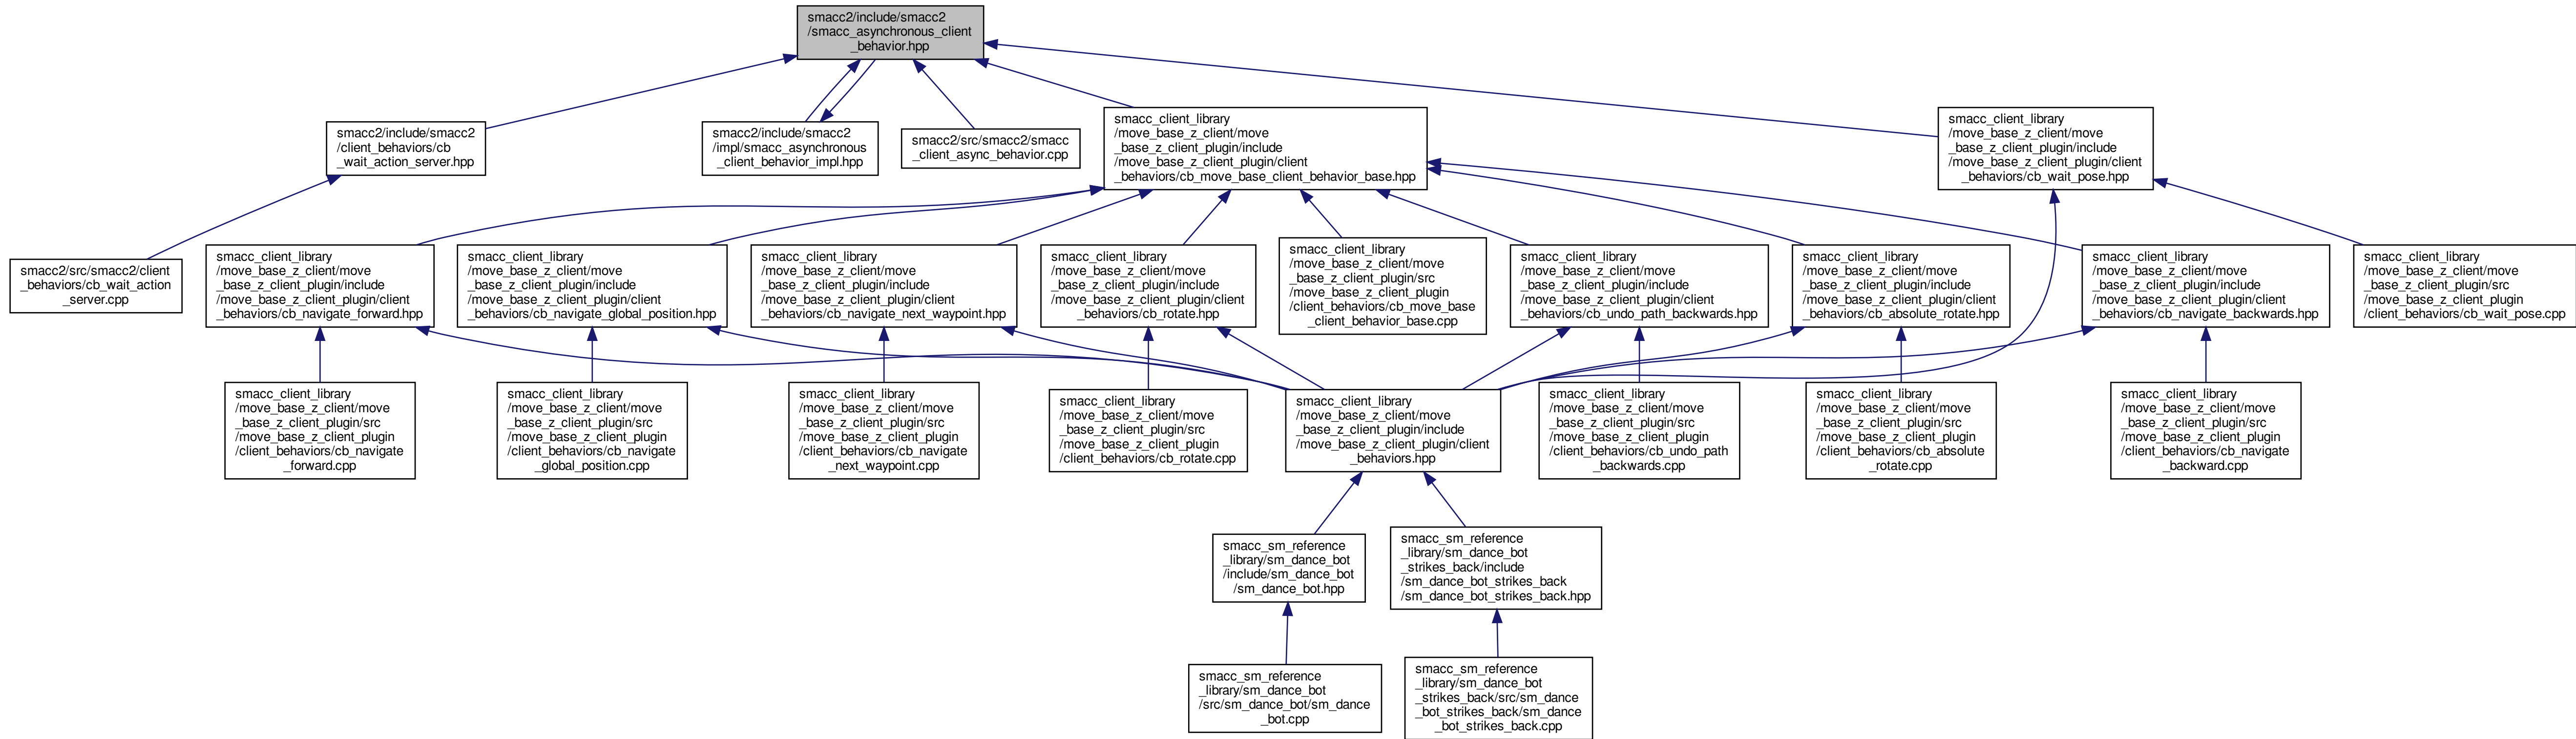 smacc2/include/smacc2
/smacc_asynchronous_client
_behavior.hpp
smacc2/include/smacc2
/client_behaviors/cb
_wait_action_server.hpp
smacc2/include/smacc2
/impl/smacc_asynchronous
_client_behavior_impl.hpp
smacc2/src/smacc2/smacc
_client_async_behavior.cpp
smacc_client_library
/move_base_z_client/move
_base_z_client_plugin/include
/move_base_z_client_plugin/client
_behaviors/cb_move_base_client_behavior_base.hpp
smacc_client_library
/move_base_z_client/move
_base_z_client_plugin/include
/move_base_z_client_plugin/client
_behaviors/cb_wait_pose.hpp
smacc2/src/smacc2/client
_behaviors/cb_wait_action
_server.cpp
smacc_client_library
/move_base_z_client/move
_base_z_client_plugin/include
/move_base_z_client_plugin/client
_behaviors/cb_navigate_forward.hpp
smacc_client_library
/move_base_z_client/move
_base_z_client_plugin/include
/move_base_z_client_plugin/client
_behaviors/cb_navigate_global_position.hpp
smacc_client_library
/move_base_z_client/move
_base_z_client_plugin/include
/move_base_z_client_plugin/client
_behaviors/cb_navigate_next_waypoint.hpp
smacc_client_library
/move_base_z_client/move
_base_z_client_plugin/include
/move_base_z_client_plugin/client
_behaviors/cb_rotate.hpp
smacc_client_library
/move_base_z_client/move
_base_z_client_plugin/src
/move_base_z_client_plugin
/client_behaviors/cb_move_base
_client_behavior_base.cpp
smacc_client_library
/move_base_z_client/move
_base_z_client_plugin/include
/move_base_z_client_plugin/client
_behaviors/cb_undo_path_backwards.hpp
smacc_client_library
/move_base_z_client/move
_base_z_client_plugin/include
/move_base_z_client_plugin/client
_behaviors/cb_absolute_rotate.hpp
smacc_client_library
/move_base_z_client/move
_base_z_client_plugin/include
/move_base_z_client_plugin/client
_behaviors/cb_navigate_backwards.hpp
smacc_client_library
/move_base_z_client/move
_base_z_client_plugin/src
/move_base_z_client_plugin
/client_behaviors/cb_wait_pose.cpp
smacc_client_library
/move_base_z_client/move
_base_z_client_plugin/src
/move_base_z_client_plugin
/client_behaviors/cb_navigate
_forward.cpp
smacc_client_library
/move_base_z_client/move
_base_z_client_plugin/src
/move_base_z_client_plugin
/client_behaviors/cb_navigate
_global_position.cpp
smacc_client_library
/move_base_z_client/move
_base_z_client_plugin/src
/move_base_z_client_plugin
/client_behaviors/cb_navigate
_next_waypoint.cpp
smacc_client_library
/move_base_z_client/move
_base_z_client_plugin/src
/move_base_z_client_plugin
/client_behaviors/cb_rotate.cpp
smacc_client_library
/move_base_z_client/move
_base_z_client_plugin/include
/move_base_z_client_plugin/client
_behaviors.hpp
smacc_client_library
/move_base_z_client/move
_base_z_client_plugin/src
/move_base_z_client_plugin
/client_behaviors/cb_undo_path
_backwards.cpp
smacc_client_library
/move_base_z_client/move
_base_z_client_plugin/src
/move_base_z_client_plugin
/client_behaviors/cb_absolute
_rotate.cpp
smacc_client_library
/move_base_z_client/move
_base_z_client_plugin/src
/move_base_z_client_plugin
/client_behaviors/cb_navigate
_backward.cpp
smacc_sm_reference
_library/sm_dance_bot
/include/sm_dance_bot
/sm_dance_bot.hpp
smacc_sm_reference
_library/sm_dance_bot
_strikes_back/include
/sm_dance_bot_strikes_back
/sm_dance_bot_strikes_back.hpp
smacc_sm_reference
_library/sm_dance_bot
/src/sm_dance_bot/sm_dance
_bot.cpp
smacc_sm_reference
_library/sm_dance_bot
_strikes_back/src/sm_dance
_bot_strikes_back/sm_dance
_bot_strikes_back.cpp